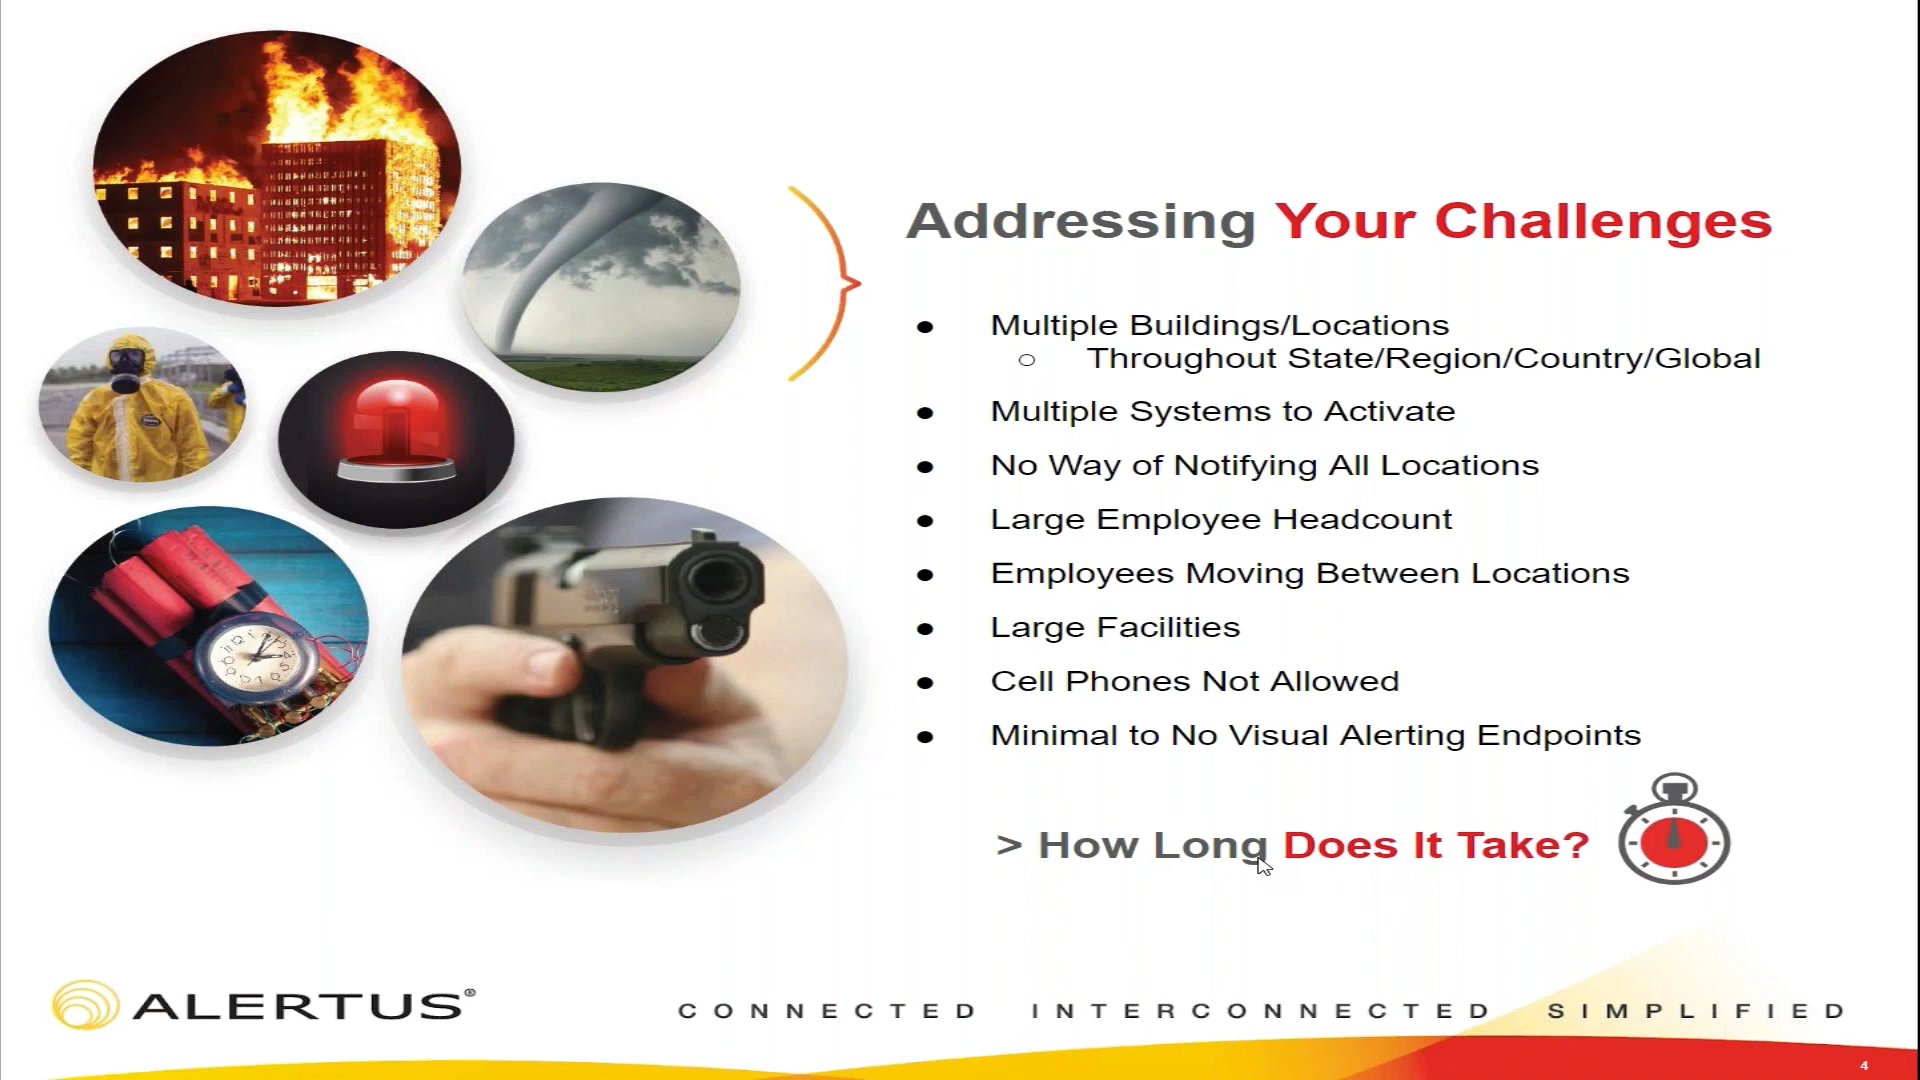 Addressing Your Challenges
● Multiple Buildings/Locations
○ Throughout State/Region/Country/Global
● Multiple Systems to Activate
● No Way of Notifying All Locations
● Large Employee Headcount
● Employees Moving Between Locations
● Large Facilities
● Cell Phones Not Allowed
● Minimal to No Visual Alerting Endpoints
> How Long Does It Take?
ALERTUS®
CONNECTED INTERCONNECTED SIMPLIFIED
4